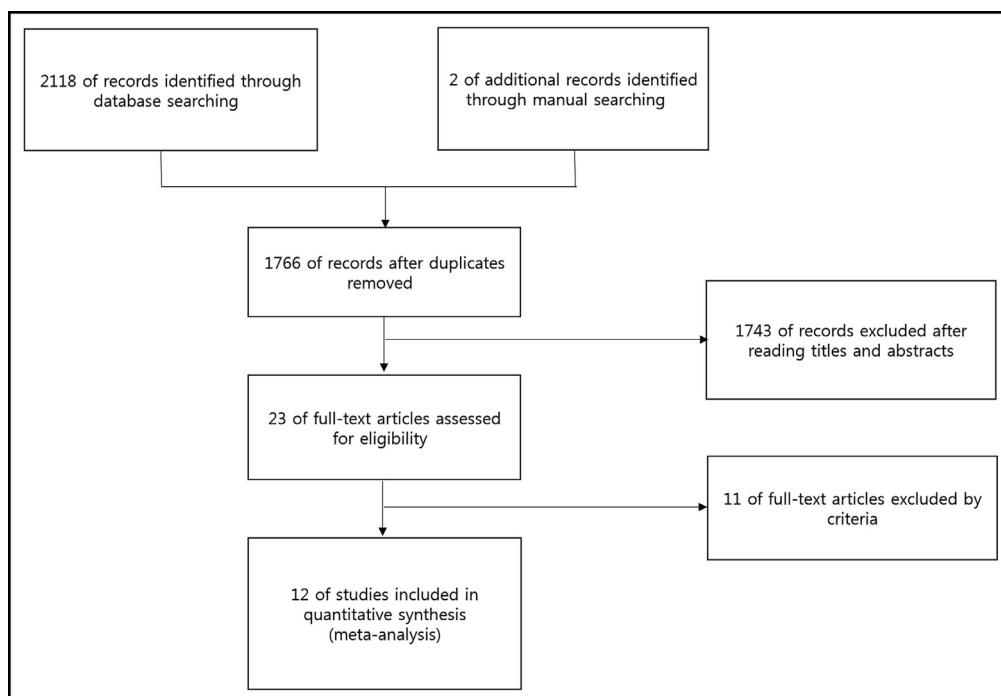 2118 of records identified through
database searching
2 of additional records identified
through manual searching
1766 of records after duplicates
removed
1743 of records excluded after
reading titles and abstracts
23 of full-text articles assessed
for eligibility
11 of full-text articles excluded by
criteria
12 of studies included in
quantitative synthesis
(meta-analysis)